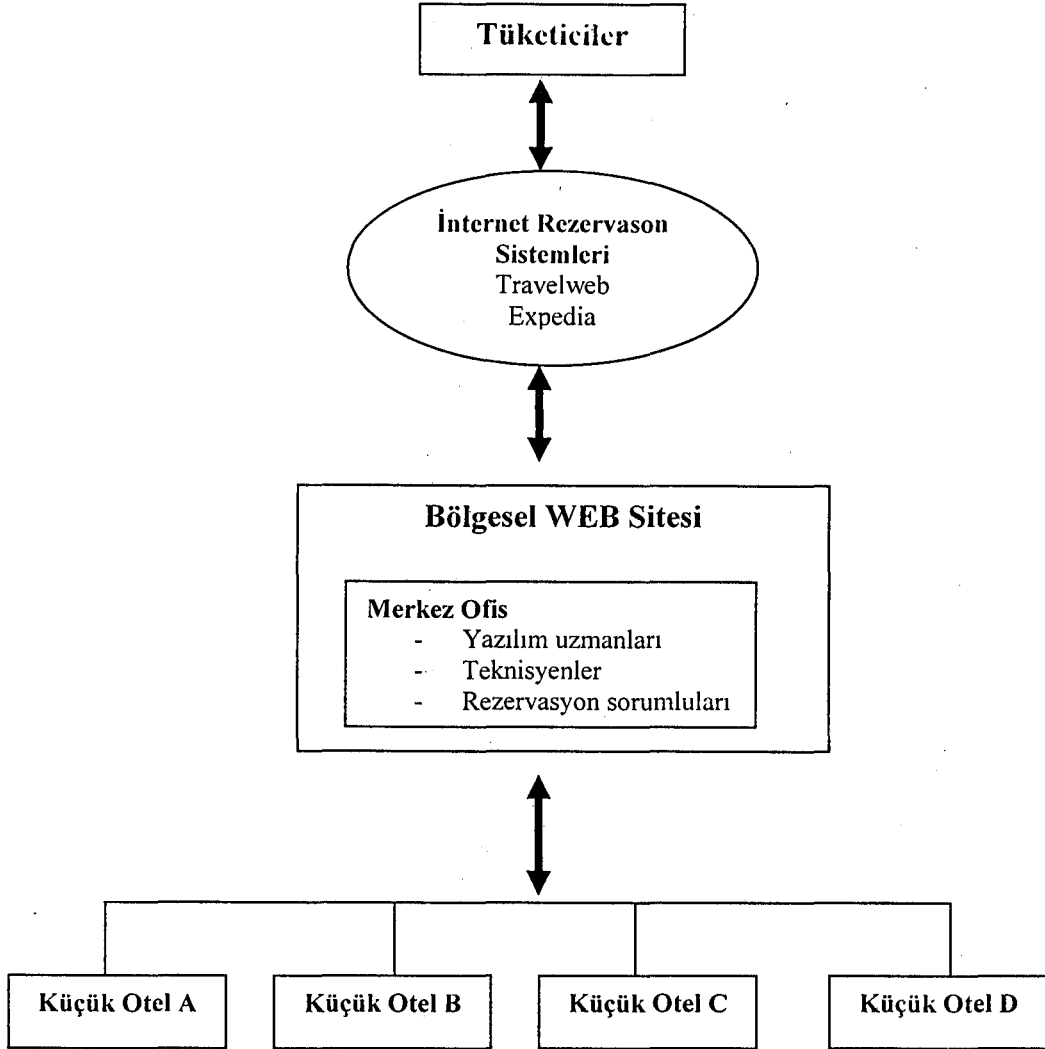 Tüketiciler
İnternet Rezervason
Sistemleri
Travelweb
Expedia
Bölgesel WEB Sitesi
Merkez Ofis
- Yazılım uzmanları
- Teknisyenler
- Rezervasyon sorumluları
Küçük Otel A
Küçük Otel B
Küçük Otel C
Küçük Otel D